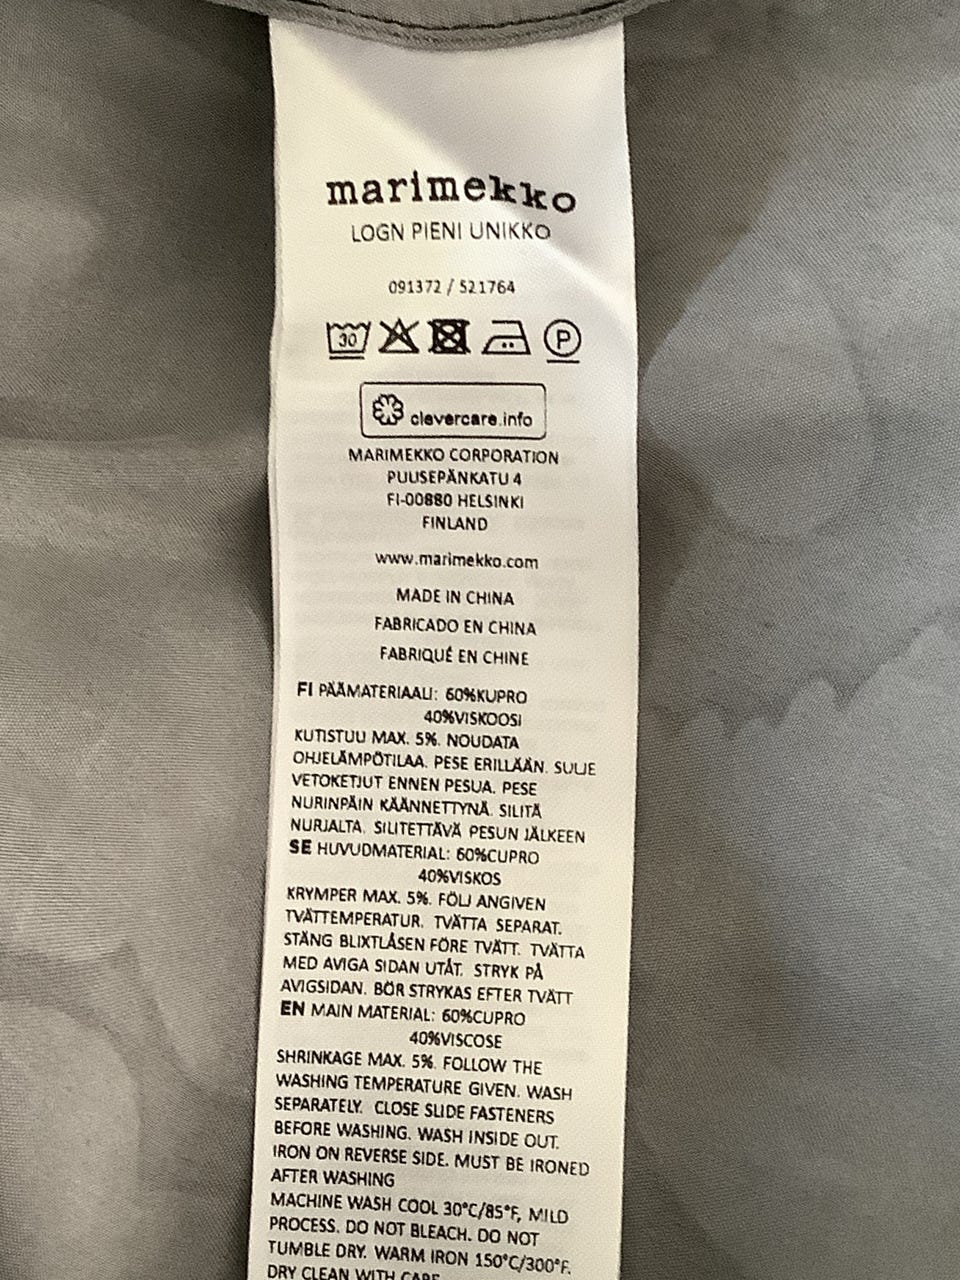 marimekko
LOGN PIENI UNIKKO
091372 / 521764
30
P
clevercare.info
MARIMEKKO CORPORATION
PUUSEPÄNKATU 4
FI-00880 HELSINKI
FINLAND
www.marimekko.com
MADE IN CHINA
FABRICADO EN CHINA
FABRIQUÉ EN CHINE
FI PÄÄMATERIAALI: 60%KUPRO
40%VISKOOSI
KUTISTUU MAX. 5%. NOUDATA
OHJELÄMPÖTILAA. PESE ERILLÄÄN. SULJE
VETOKETJUT ENNEN PESUA. PESE
NURINPÄIN KÄÄNNETTYNÄ. SILITÄ
NURJALTA. SILITETTÄVÄ PESUN JÄLKEEN
SE HUVUDMATERIAL: 60%CUPRO
40%VISKOS
KRYMPER MAX. 5%. FÖLJ ANGIVEN
TVÄTTEMPERATUR. TVÄTTA SEPARAT.
STÄNG BLIXTLÅSEN FÖRE TVÄTT. TVÄTTA
MED AVIGA SIDAN UTÅT. STRYK PÅ
AVIGSIDAN. BÖR STRYKAS EFTER TVÄTT
EN MAIN MATERIAL: 60%CUPRO
40%VISCOSE
SHRINKAGE MAX. 5%. FOLLOW THE
WASHING TEMPERATURE GIVEN. WASH
SEPARATELY. CLOSE SLIDE FASTENERS
BEFORE WASHING. WASH INSIDE OUT.
IRON ON REVERSE SIDE. MUST BE IRONED
AFTER WASHING
MACHINE WASH COOL 30°C/85°F, MILD
PROCESS. DO NOT BLEACH. DO NOT
TUMBLE DRY. WARM IRON 150°C/300°F.
DRY CLEAN WITH CARE